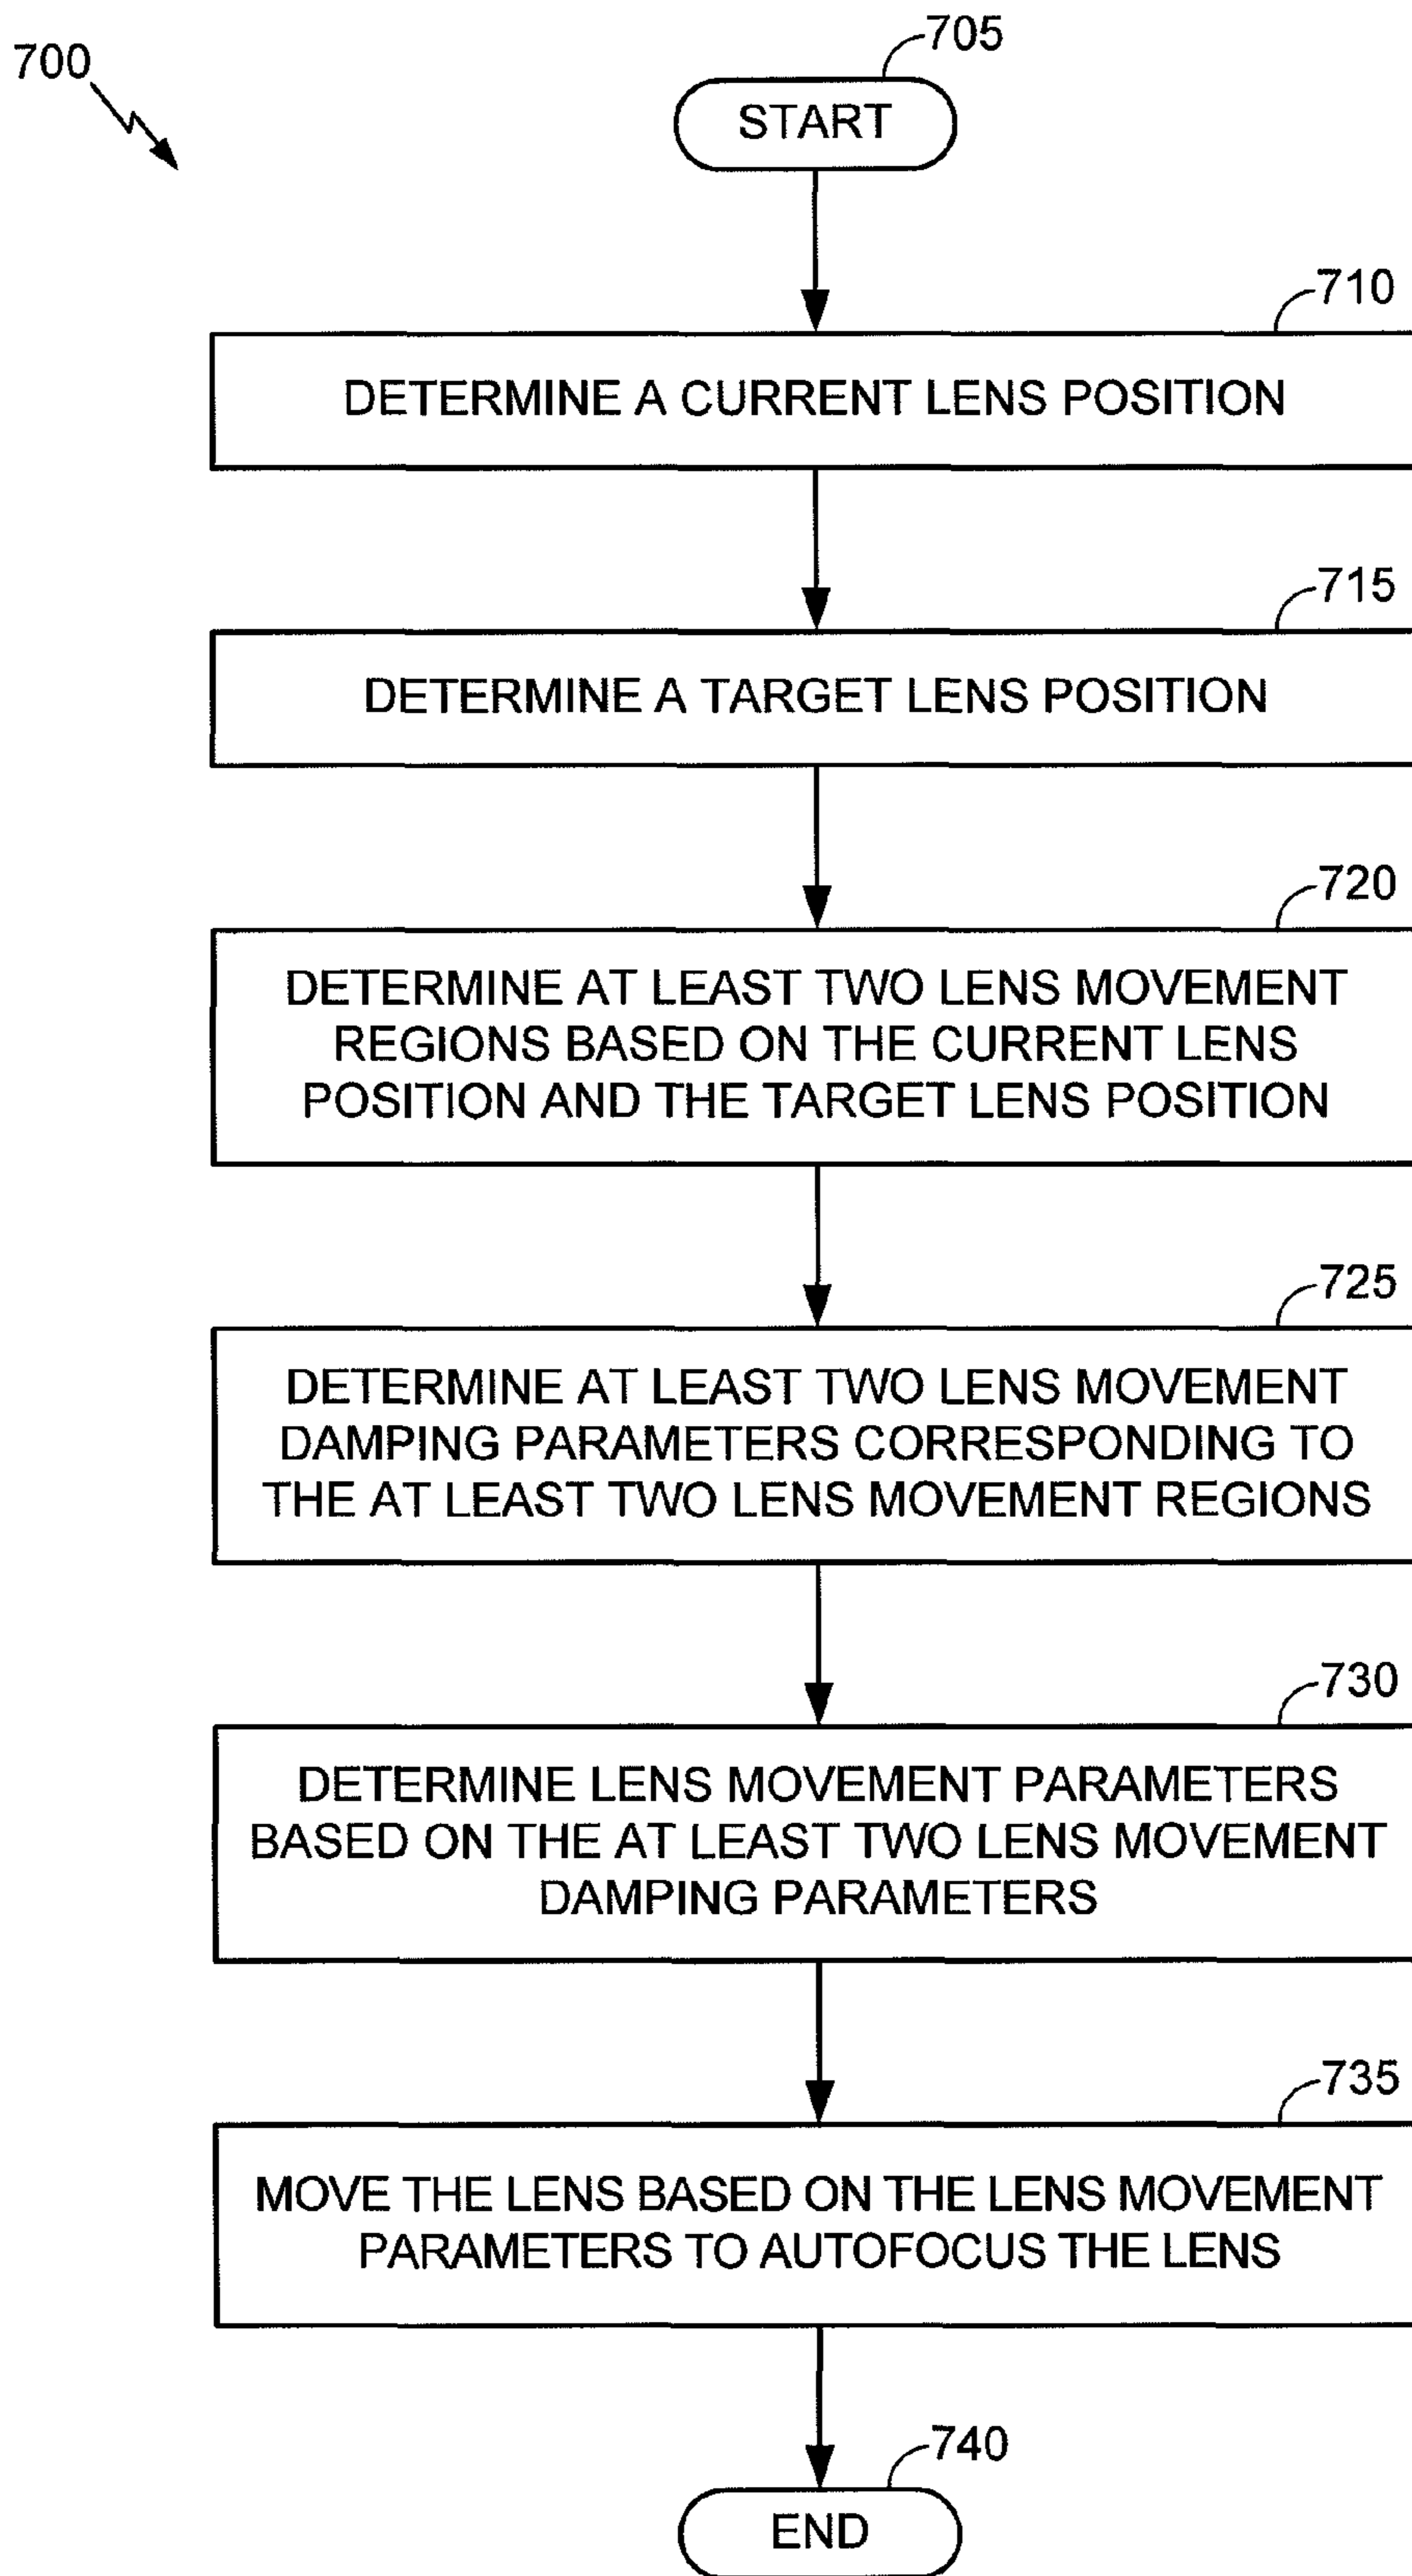 700
705
START
710
DETERMINE A CURRENT LENS POSITION
715
DETERMINE A TARGET LENS POSITION
720
DETERMINE AT LEAST TWO LENS MOVEMENT
REGIONS BASED ON THE CURRENT LENS
POSITION AND THE TARGET LENS POSITION
725
DETERMINE AT LEAST TWO LENS MOVEMENT
DAMPING PARAMETERS CORRESPONDING TO
THE AT LEAST TWO LENS MOVEMENT REGIONS
730
DETERMINE LENS MOVEMENT PARAMETERS
BASED ON THE AT LEAST TWO LENS MOVEMENT
DAMPING PARAMETERS
735
MOVE THE LENS BASED ON THE LENS MOVEMENT
PARAMETERS TO AUTOFOCUS THE LENS
740
END